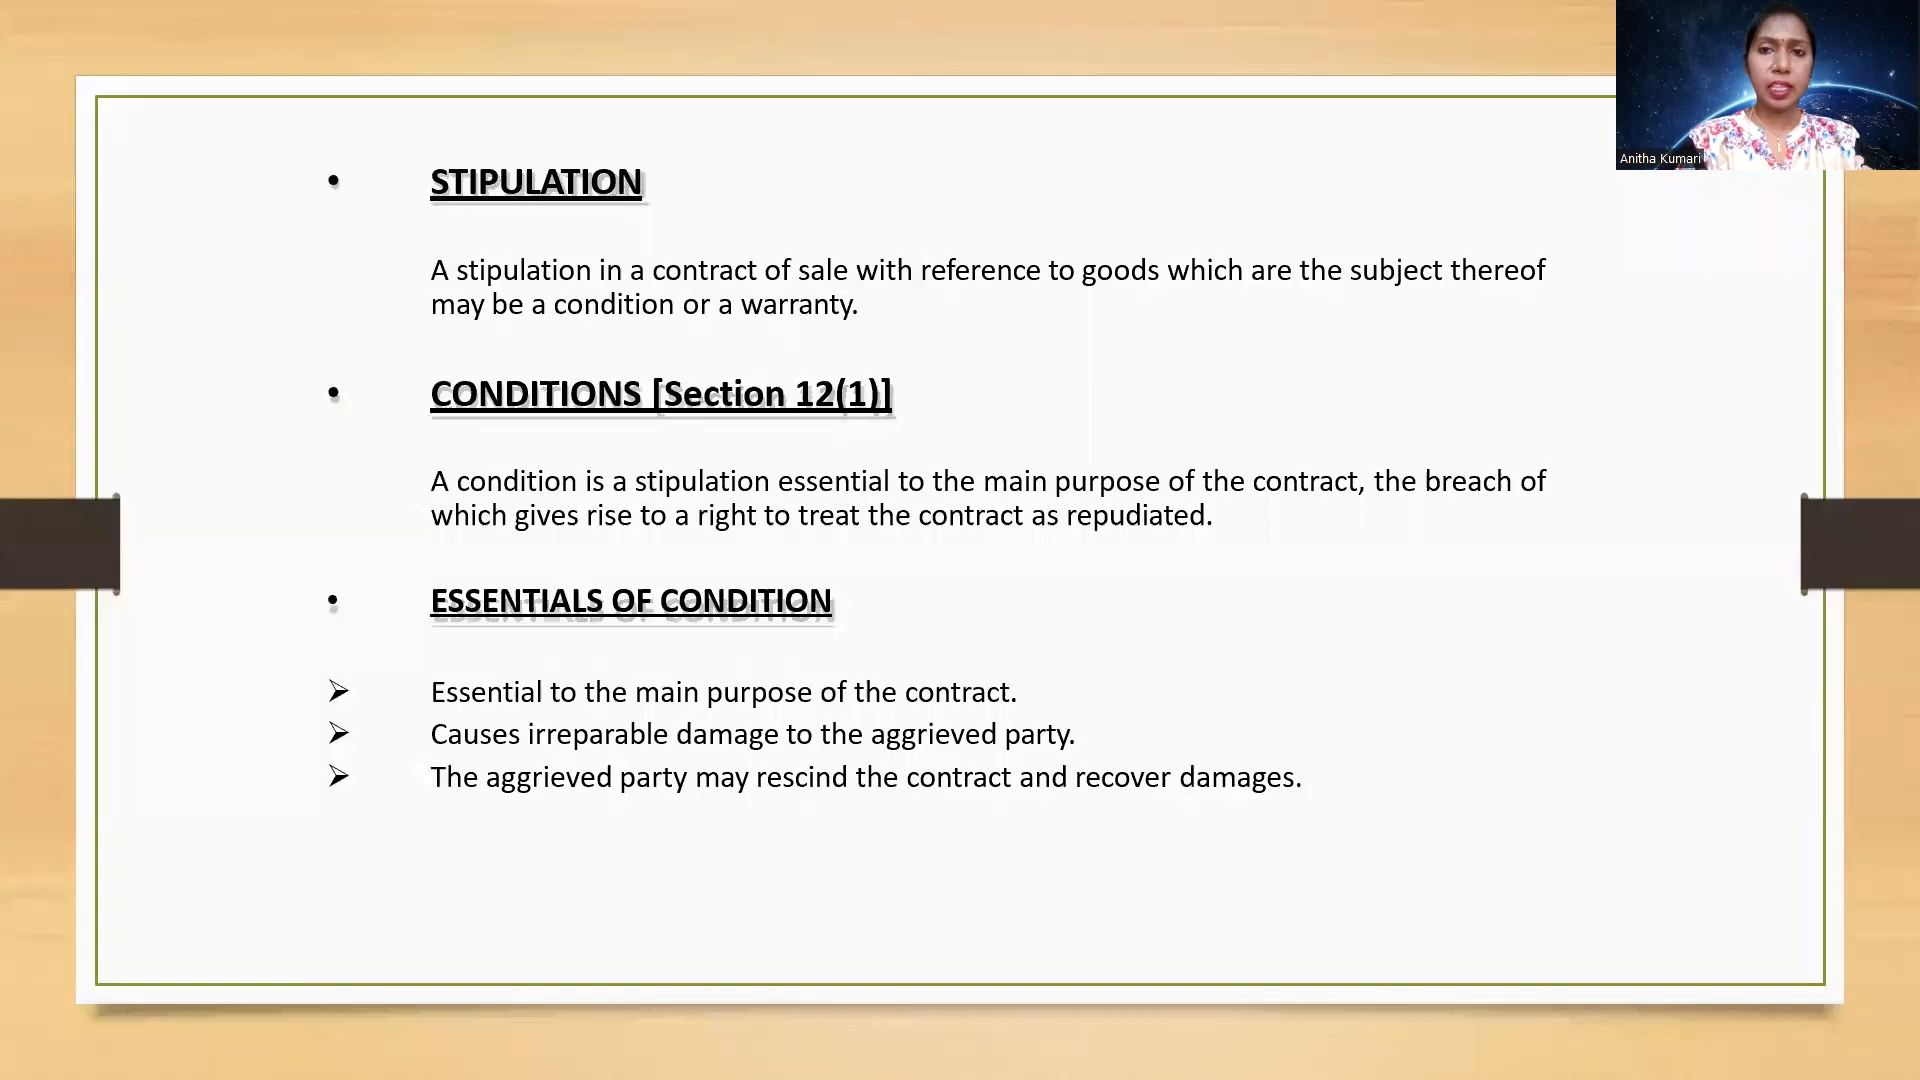 Anitha Kumari
• STIPULATION
A stipulation in a contract of sale with reference to goods which are the subject thereof
may be a condition or a warranty.
• CONDITIONS [Section 12(1)]
A condition is a stipulation essential to the main purpose of the contract, the breach of
which gives rise to a right to treat the contract as repudiated.
• ESSENTIALS OF CONDITION
➢ Essential to the main purpose of the contract.
➢ Causes irreparable damage to the aggrieved party.
➢ The aggrieved party may rescind the contract and recover damages.